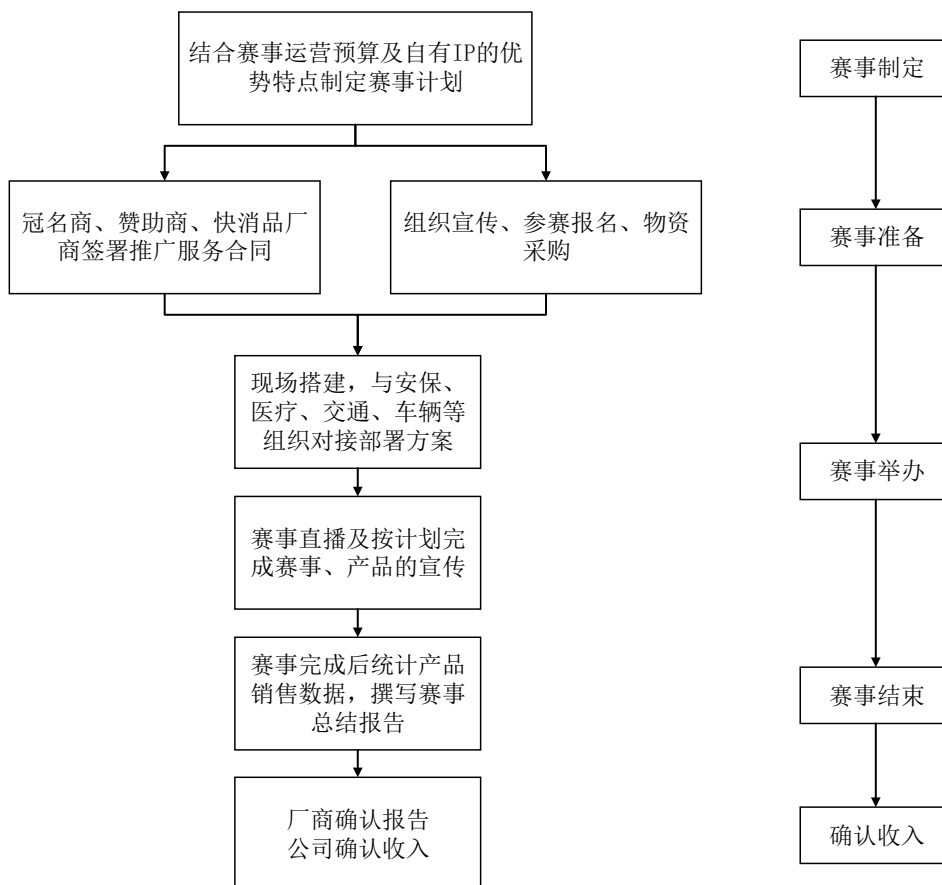 结合赛事运营预算及自有IP的优
势特点制定赛事计划
赛事制定
冠名商、赞助商、快消品厂
商签署推广服务合同
组织宣传、参赛报名、物资
采购
赛事准备
现场搭建，与安保、
医疗、交通、车辆等
组织对接部署方案
赛事举办
赛事直播及按计划完
成赛事、产品的宣传
赛事完成后统计产品
销售数据，撰写赛事
总结报告
赛事结束
厂商确认报告
公司确认收入
确认收入